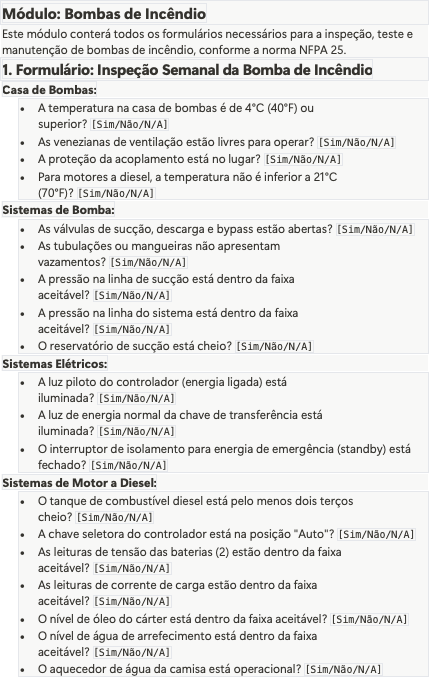 Módulo: Bombas de Incêndio
Este módulo conterá todos os formulários necessários para a inspeção, teste e
manutenção de bombas de incêndio, conforme a norma NFPA 25.
1. Formulário: Inspeção Semanal da Bomba de Incêndio
Casa de Bombas:
• A temperatura na casa de bombas é de 4°C (40°F) ou
superior? [Sim/Não/N/A]
• As venezianas de ventilação estão livres para operar? [Sim/Não/N/A]
• A proteção da acoplamento está no lugar? [Sim/Não/N/A]
• Para motores a diesel, a temperatura não é inferior a 21°C
(70°F)? [Sim/Não/N/A]
Sistemas de Bomba:
• As válvulas de sucção, descarga e bypass estão abertas? [Sim/Não/N/A]
• As tubulações ou mangueiras não apresentam
vazamentos? [Sim/Não/N/A]
• A pressão na linha de sucção está dentro da faixa
aceitável? [Sim/Não/N/A]
• A pressão na linha do sistema está dentro da faixa
aceitável? [Sim/Não/N/A]
• O reservatório de sucção está cheio? [Sim/Não/N/A]
Sistemas Elétricos:
• A luz piloto do controlador (energia ligada) está
iluminada? [Sim/Não/N/A]
• A luz de energia normal da chave de transferência está
iluminada? [Sim/Não/N/A]
• O interruptor de isolamento para energia de emergência (standby) está
fechado? [Sim/Não/N/A]
Sistemas de Motor a Diesel:
• O tanque de combustível diesel está pelo menos dois terços
cheio? [Sim/Não/N/A]
• A chave seletora do controlador está na posição "Auto"? [Sim/Não/N/A]
• As leituras de tensão das baterias (2) estão dentro da faixa
aceitável? [Sim/Não/N/A]
• As leituras de corrente de carga estão dentro da faixa
aceitável? [Sim/Não/N/A]
• O nível de óleo do cárter está dentro da faixa aceitável? [Sim/Não/N/A]
• O nível de água de arrefecimento está dentro da faixa
aceitável? [Sim/Não/N/A]
• O aquecedor de água da camisa está operacional? [Sim/Não/N/A]